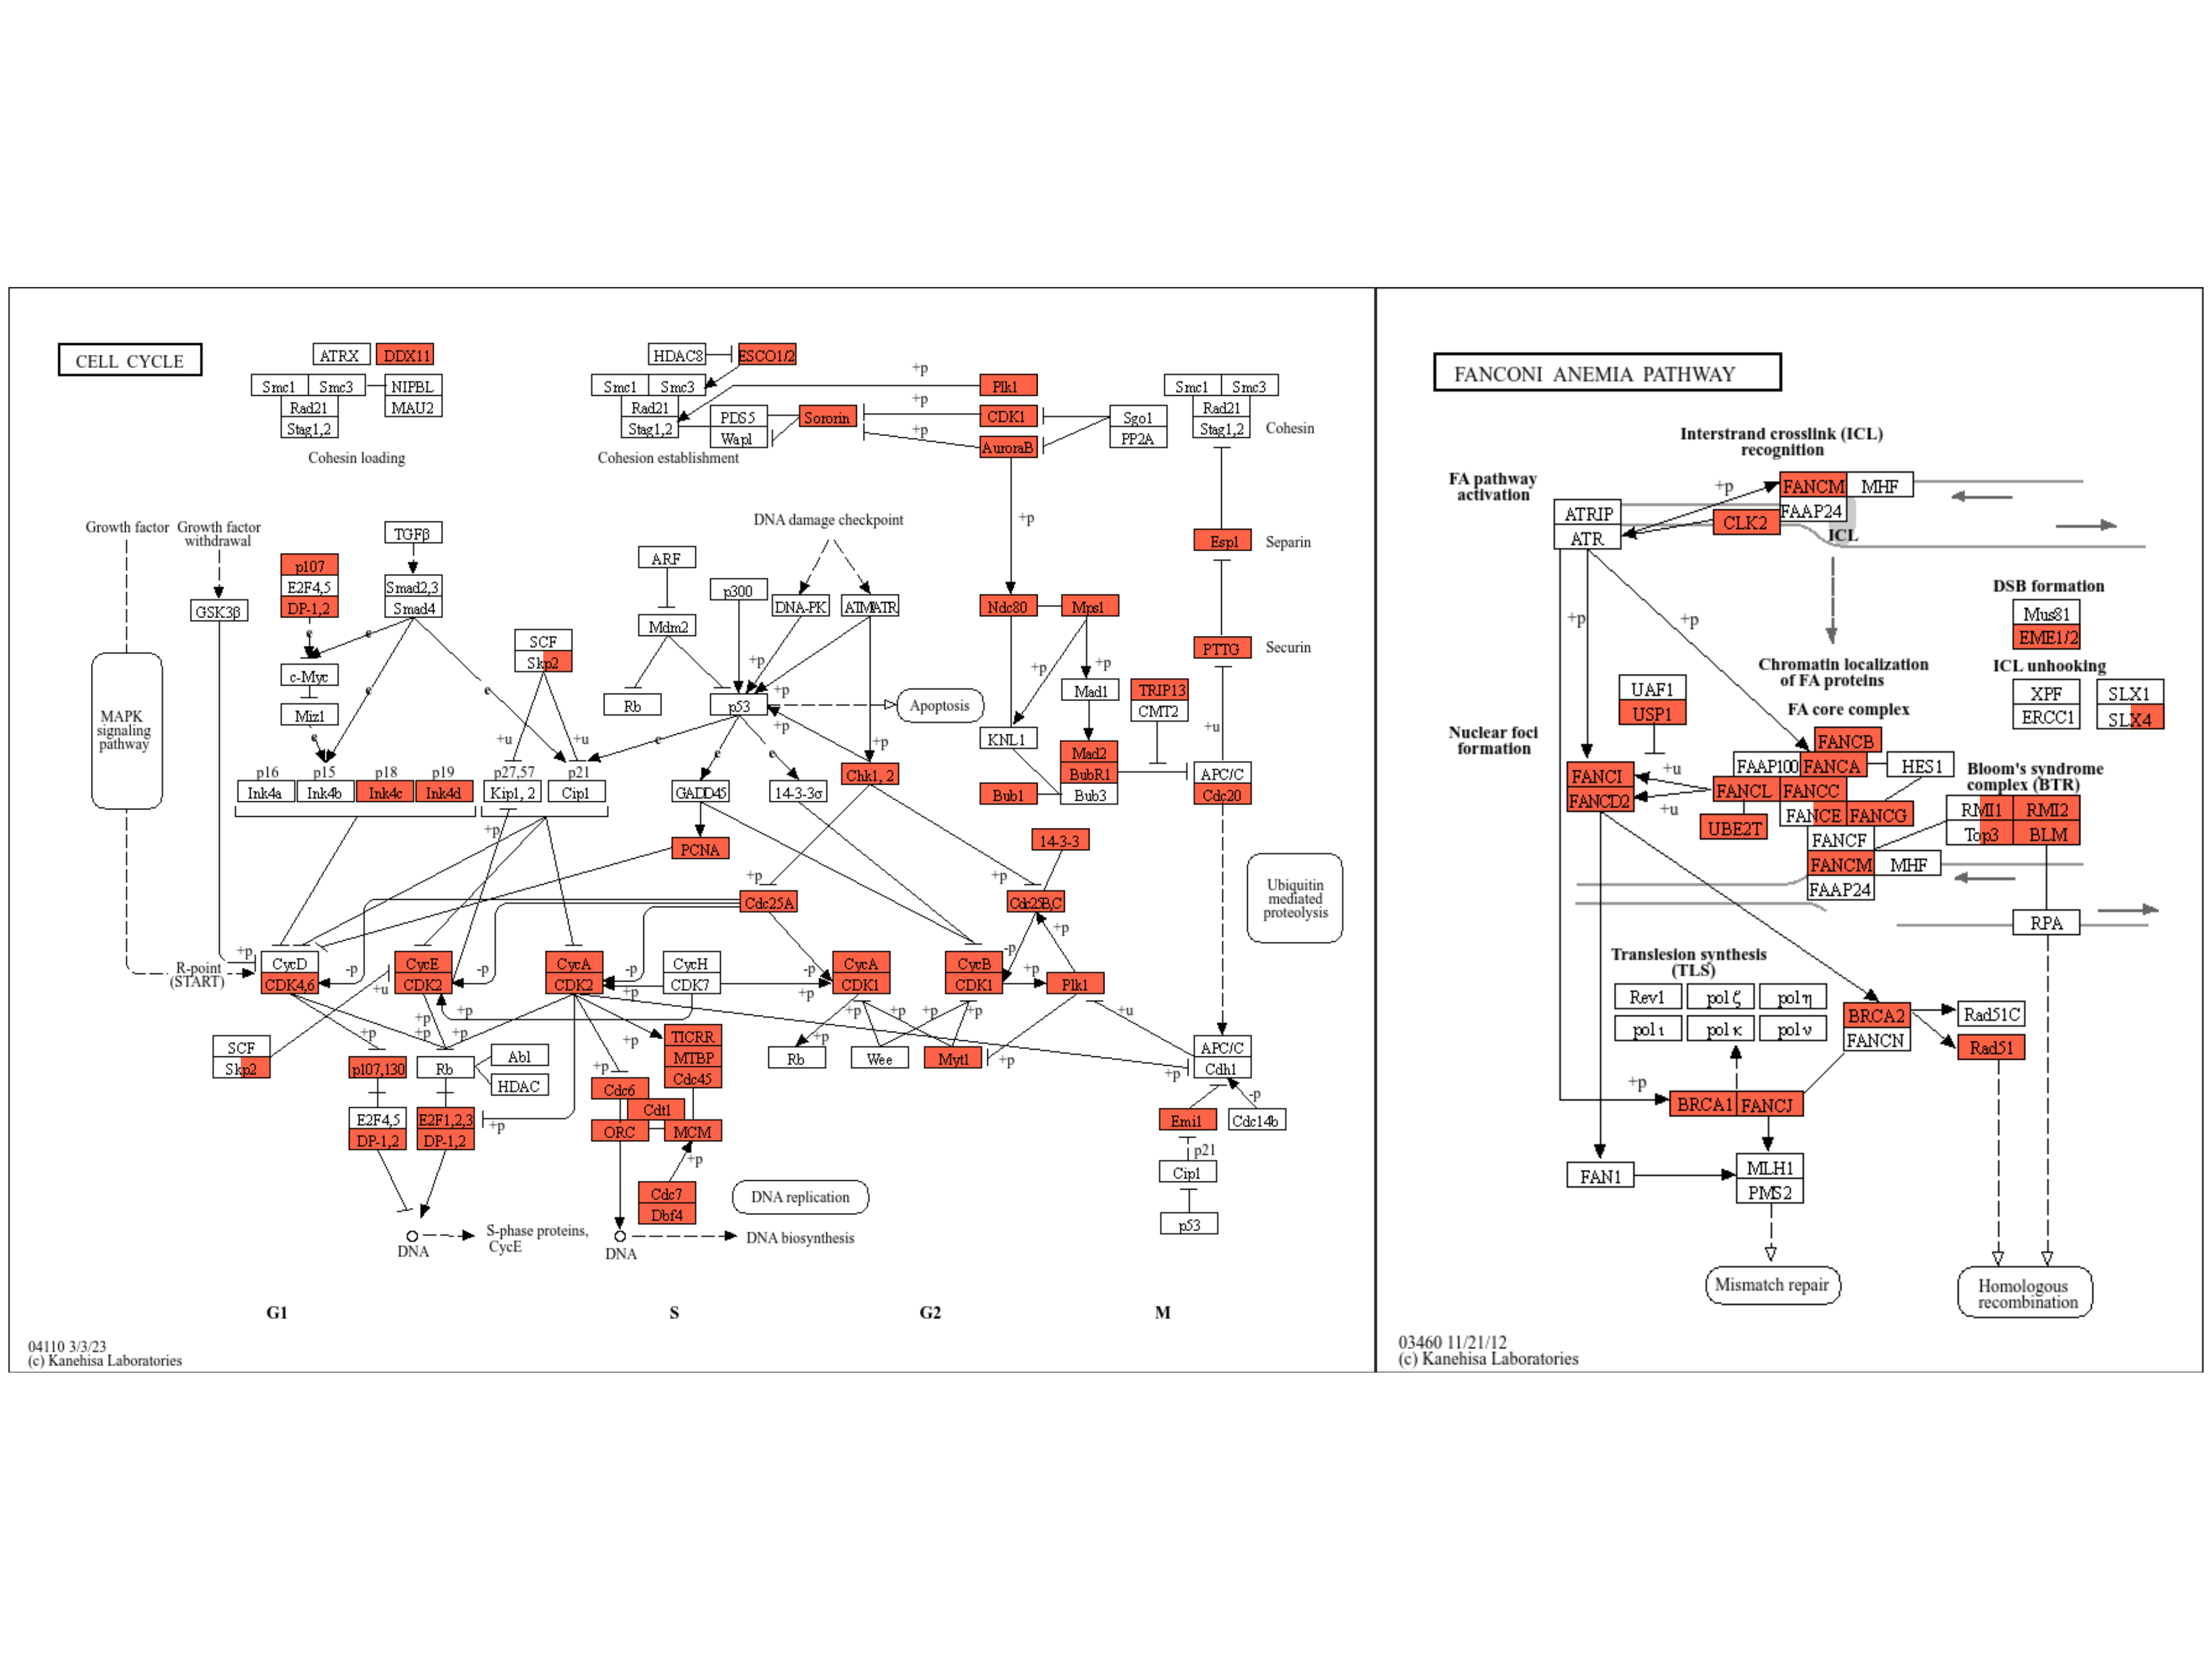 CELL CYCLE
ATRX
DDX11
Smc1
Smc3
NIPBL
MAU2
Rad21
Stag1,2
Cohesin loading
HDAC8
ESCO1/2
Smc1
Smc3
Rad21
Stag1,2
PDS5
Wapl
Sororin
Cohesion establishment
+p
+p
+p
Plk1
CDK1
AuroraB
Sgo1
PP2A
Smc1
Smc3
Rad21
Stag1,2
Cohesin
Growth factor
Growth factor
withdrawal
GSK3β
MAPK
signaling
pathway
p107
E2F4,5
DP-1,2
e
c-Myc
Miz1
e
TGFβ
Smad2,3
Smad4
e
e
e
SCF
Skp2
+u
+u
p16
Ink4a
p15
Ink4b
p18
Ink4c
p19
Ink4d
p27,57
Kip1, 2
p21
Cip1
ARF
Mdm2
Rb
p300
p53
DNA damage checkpoint
DNA-PK
ATM/ATR
+p
+p
+p
+p
Apoptosis
e
e
e
GADD45
14-3-3σ
Chk1, 2
PCNA
+p
Ndc80
Mps1
+p
+p
Mad1
KNL1
Mad2
BubR1
Bub1
Bub3
TRIP13
CMT2
Esp1
Separin
PTTG
Securin
+u
APC/C
Cdc20
Ubiquitin
mediated
proteolysis
14-3-3
+p
+p
+p
Cdc25A
Cdc25B,C
+p
-p
R-point
(START)
+p
CycD
CDK4,6
-p
CycE
CDK2
-p
+u
CycA
CDK2
-p
+p
CycH
CDK7
-p
+p
CycA
CDK1
CycB
CDK1
+p
Plk1
+u
SCF
Skp2
+p
p107,130
+p
+p
+p
Rb
Abl
HDAC
E2F4,5
DP-1,2
E2F1,2,3
DP-1,2
+p
+p
+p
TICRR
MTBP
Cdc45
Cdc6
Cdt1
ORC
MCM
+p
Cdc7
Dbf4
+p
+p
+p
+p
+p
Rb
Wee
Myt1
+p
+p
APC/C
Cdh1
-p
Emi1
Cdc14b
p21
Cip1
p53
DNA
S-phase proteins,
CycE
DNA
DNA replication
DNA biosynthesis
G1
S
G2
M
04110 3/3/23
(c) Kanehisa Laboratories
FANCONI ANEMIA PATHWAY
Interstrand crosslink (ICL)
recognition
FA pathway
activation
ATRIP
ATR
+p
CLK2
FANCM
MHF
FAAP24
ICL
+p
+p
Chromatin localization
of FA proteins
FA core complex
DSB formation
Mus81
EME1/2
ICL unhooking
XPF
ERCC1
SLX1
SLX4
UAF1
USP1
Nuclear foci
formation
FANCI
FANCD2
+u
+u
FANCB
FAAP100
FANCA
HES1
FANCL
FANCC
FANCE
FANCG
UBE2T
FANCF
FANCM
MHF
FAAP24
Bloom's syndrome
complex (BTR)
RMI1
RMI2
Top3
BLM
RPA
Translesion synthesis
(TLS)
Rev1
pol ζ
pol η
pol ι
pol κ
pol ν
BRCA2
FANCN
Rad51C
Rad51
+p
BRCA1
FANCJ
FAN1
MLH1
PMS2
Mismatch repair
Homologous
recombination
03460 11/21/12
(c) Kanehisa Laboratories